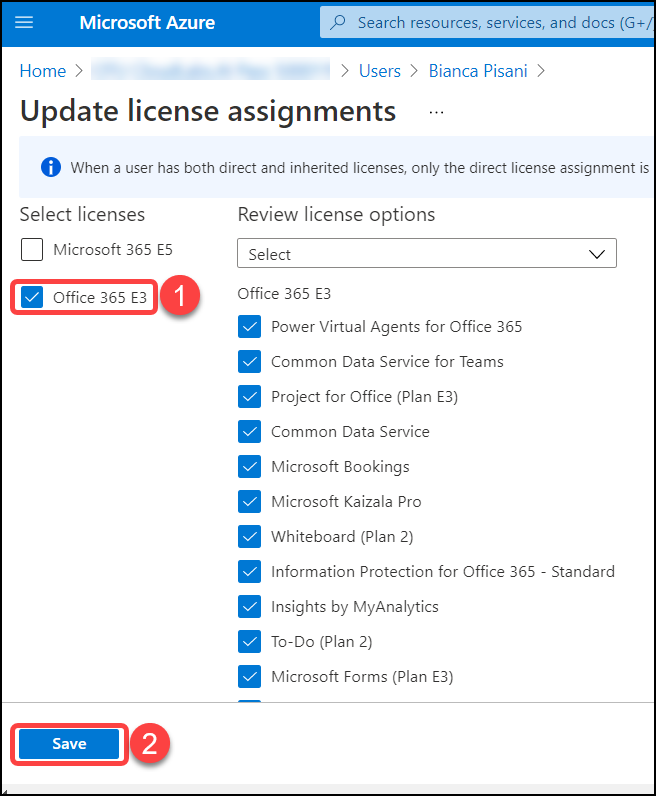 Microsoft Azure
Search resources, services, and docs (G+/)
Home > > Users > Bianca Pisani >
Update license assignments ...
When a user has both direct and inherited licenses, only the direct license assignment is
Select licenses
Review license options
Microsoft 365 E5
Select
Office 365 E3
1
Office 365 E3
Power Virtual Agents for Office 365
Common Data Service for Teams
Project for Office (Plan E3)
Common Data Service
Microsoft Bookings
Microsoft Kaizala Pro
Whiteboard (Plan 2)
Information Protection for Office 365 - Standard
Insights by MyAnalytics
To-Do (Plan 2)
Microsoft Forms (Plan E3)
Save
2